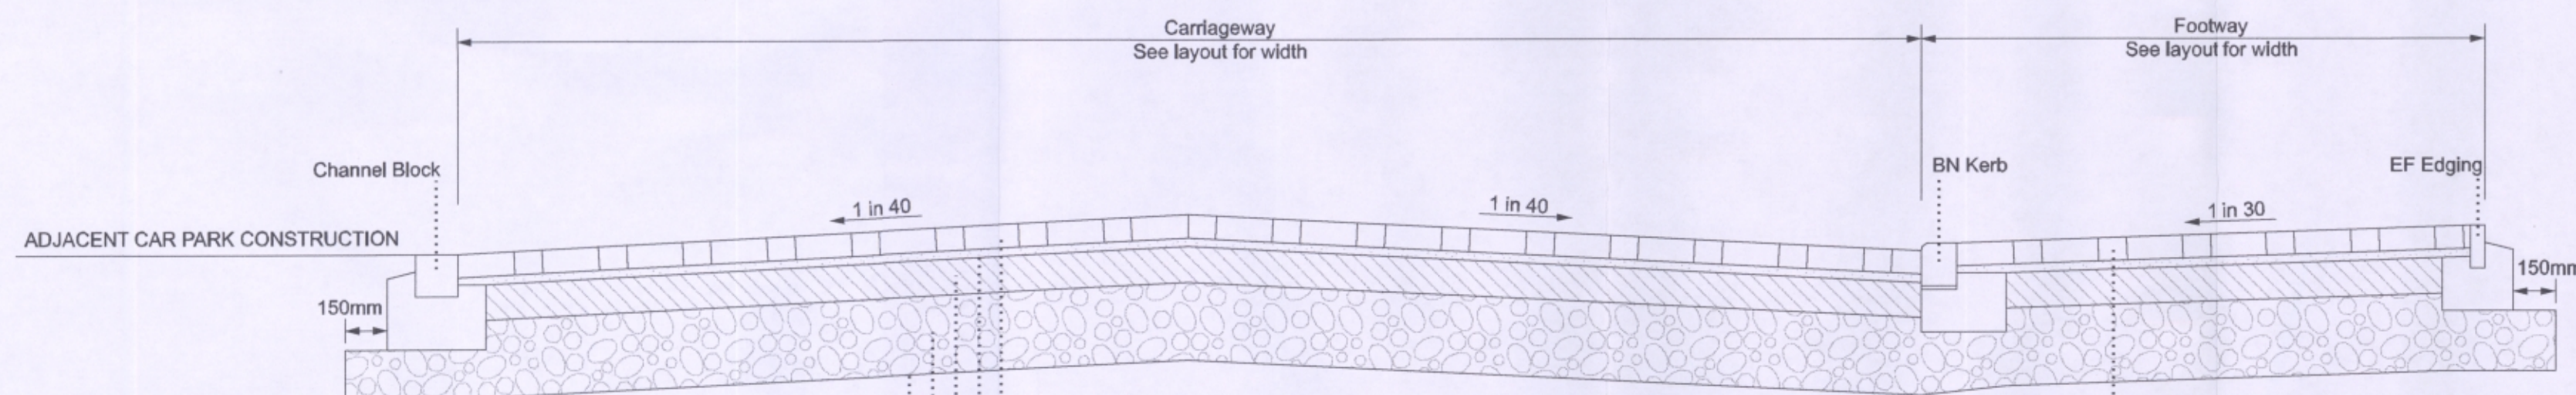 Carriageway
See layout for width
Footway
See layout for width
Channel Block
BN Kerb
EF Edging
1 in 40
1 in 40
1 in 30
ADJACENT CAR PARK CONSTRUCTION
150mm
150mm